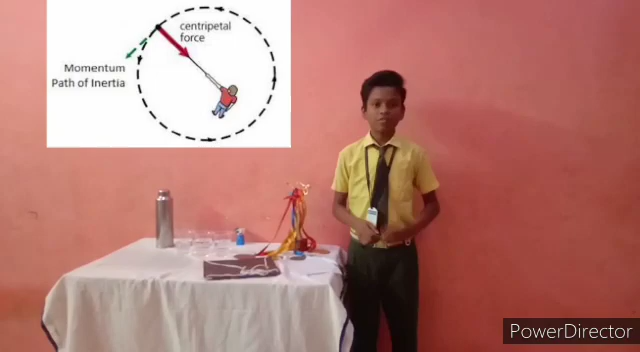 centripetal
force
Momentum
Path of Inertia
PowerDirector